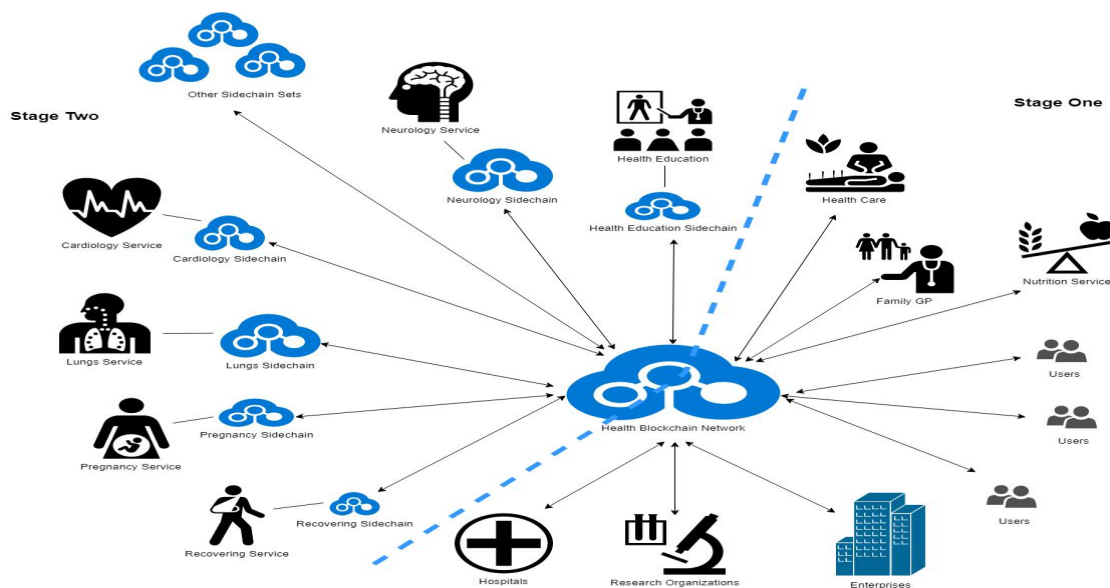 Other Sidechain Sets
Stage Two
Stage One
Neurology Service
Health Education
Neurology Sidechain
Health Education Sidechain
Health Care
Cardiology Service
Cardiology Sidechain
Family GP
Nutrition Service
Lungs Service
Lungs Sidechain
Users
Users
Users
Pregnancy Sidechain
Pregnancy Service
Health Blockchain Network
Recovering Sidechain
Recovering Service
Hospitals
Research Organizations
Enterprises